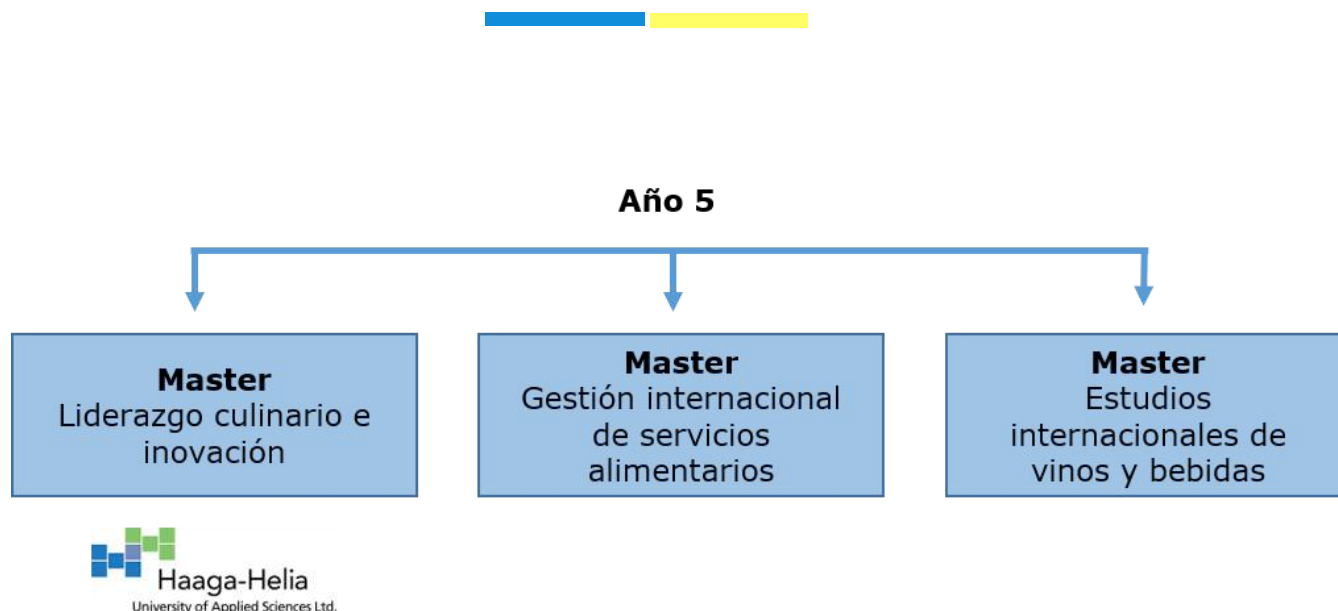 Año 5
Master
Liderazgo culinario e
inovación
Master
Gestión internacional
de servicios
alimentarios
Master
Estudios
internacionales de
vinos y bebidas
Haaga-Helia
University of Applied Sciences Ltd.